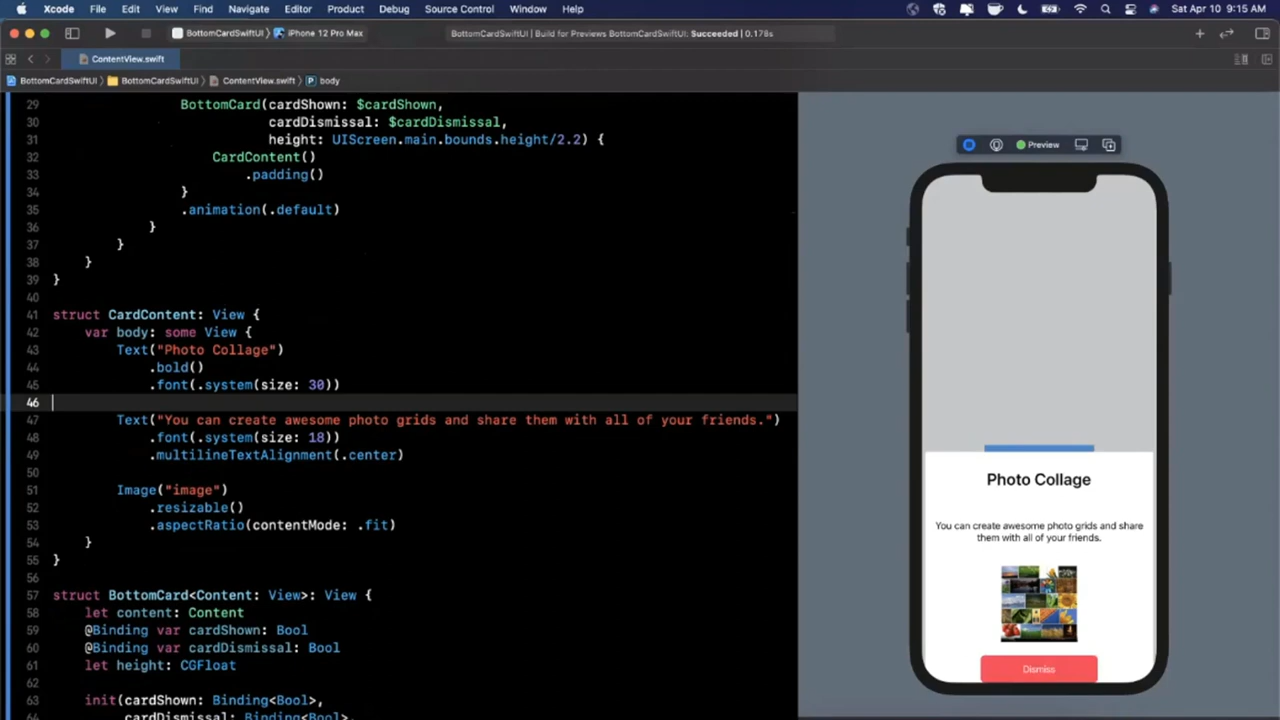 Xcode File Edit View Find Navigate Editor Product Debug Source Control Window Help Sat Apr 10 9:15 AM
BottomCardSwiftUI 〉 iPhone 12 Pro Max BottomCardSwiftUI | Build for Previews BottomCardSwiftUI: Succeeded | 0.176s
ContentView.swift
BottomCardSwiftUI 〉 BottomCardSwiftUI 〉 ContentView.swift 〉 P body
29 BottomCard(cardShown: $cardShown,
30 cardDismissal: $cardDismissal,
31 height: UIScreen.main.bounds.height/2.2) {
32 CardContent()
33 .padding()
34 }
35 .animation(.default)
36 }
37 }
38 }
39 }
40
41 struct CardContent: View {
42 var body: some View {
43 Text("Photo Collage")
44 .bold()
45 .font(.system(size: 30))
46
47 Text("You can create awesome photo grids and share them with all of your friends.")
48 .font(.system(size: 18))
49 .multilineTextAlignment(.center)
50
51 Image("image")
52 .resizable()
53 .aspectRatio(contentMode: .fit)
54 }
55 }
56
57 struct BottomCard<Content: View>: View {
58 let content: Content
59 @Binding var cardShown: Bool
60 @Binding var cardDismissal: Bool
61 let height: CGFloat
62
63 init(cardShown: Binding<Bool>,
64 cardDismissal: Binding<Bool>,
Preview
Photo Collage
You can create awesome photo grids and share
them with all of your friends.
Dismiss